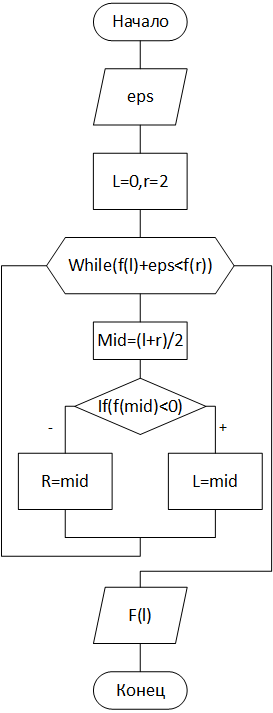 Начало
eps
L=0,r=2
While(f(l)+eps<f(r))
Mid=(l+r)/2
If(f(mid)<0)
- +
R=mid L=mid
F(l)
Конец